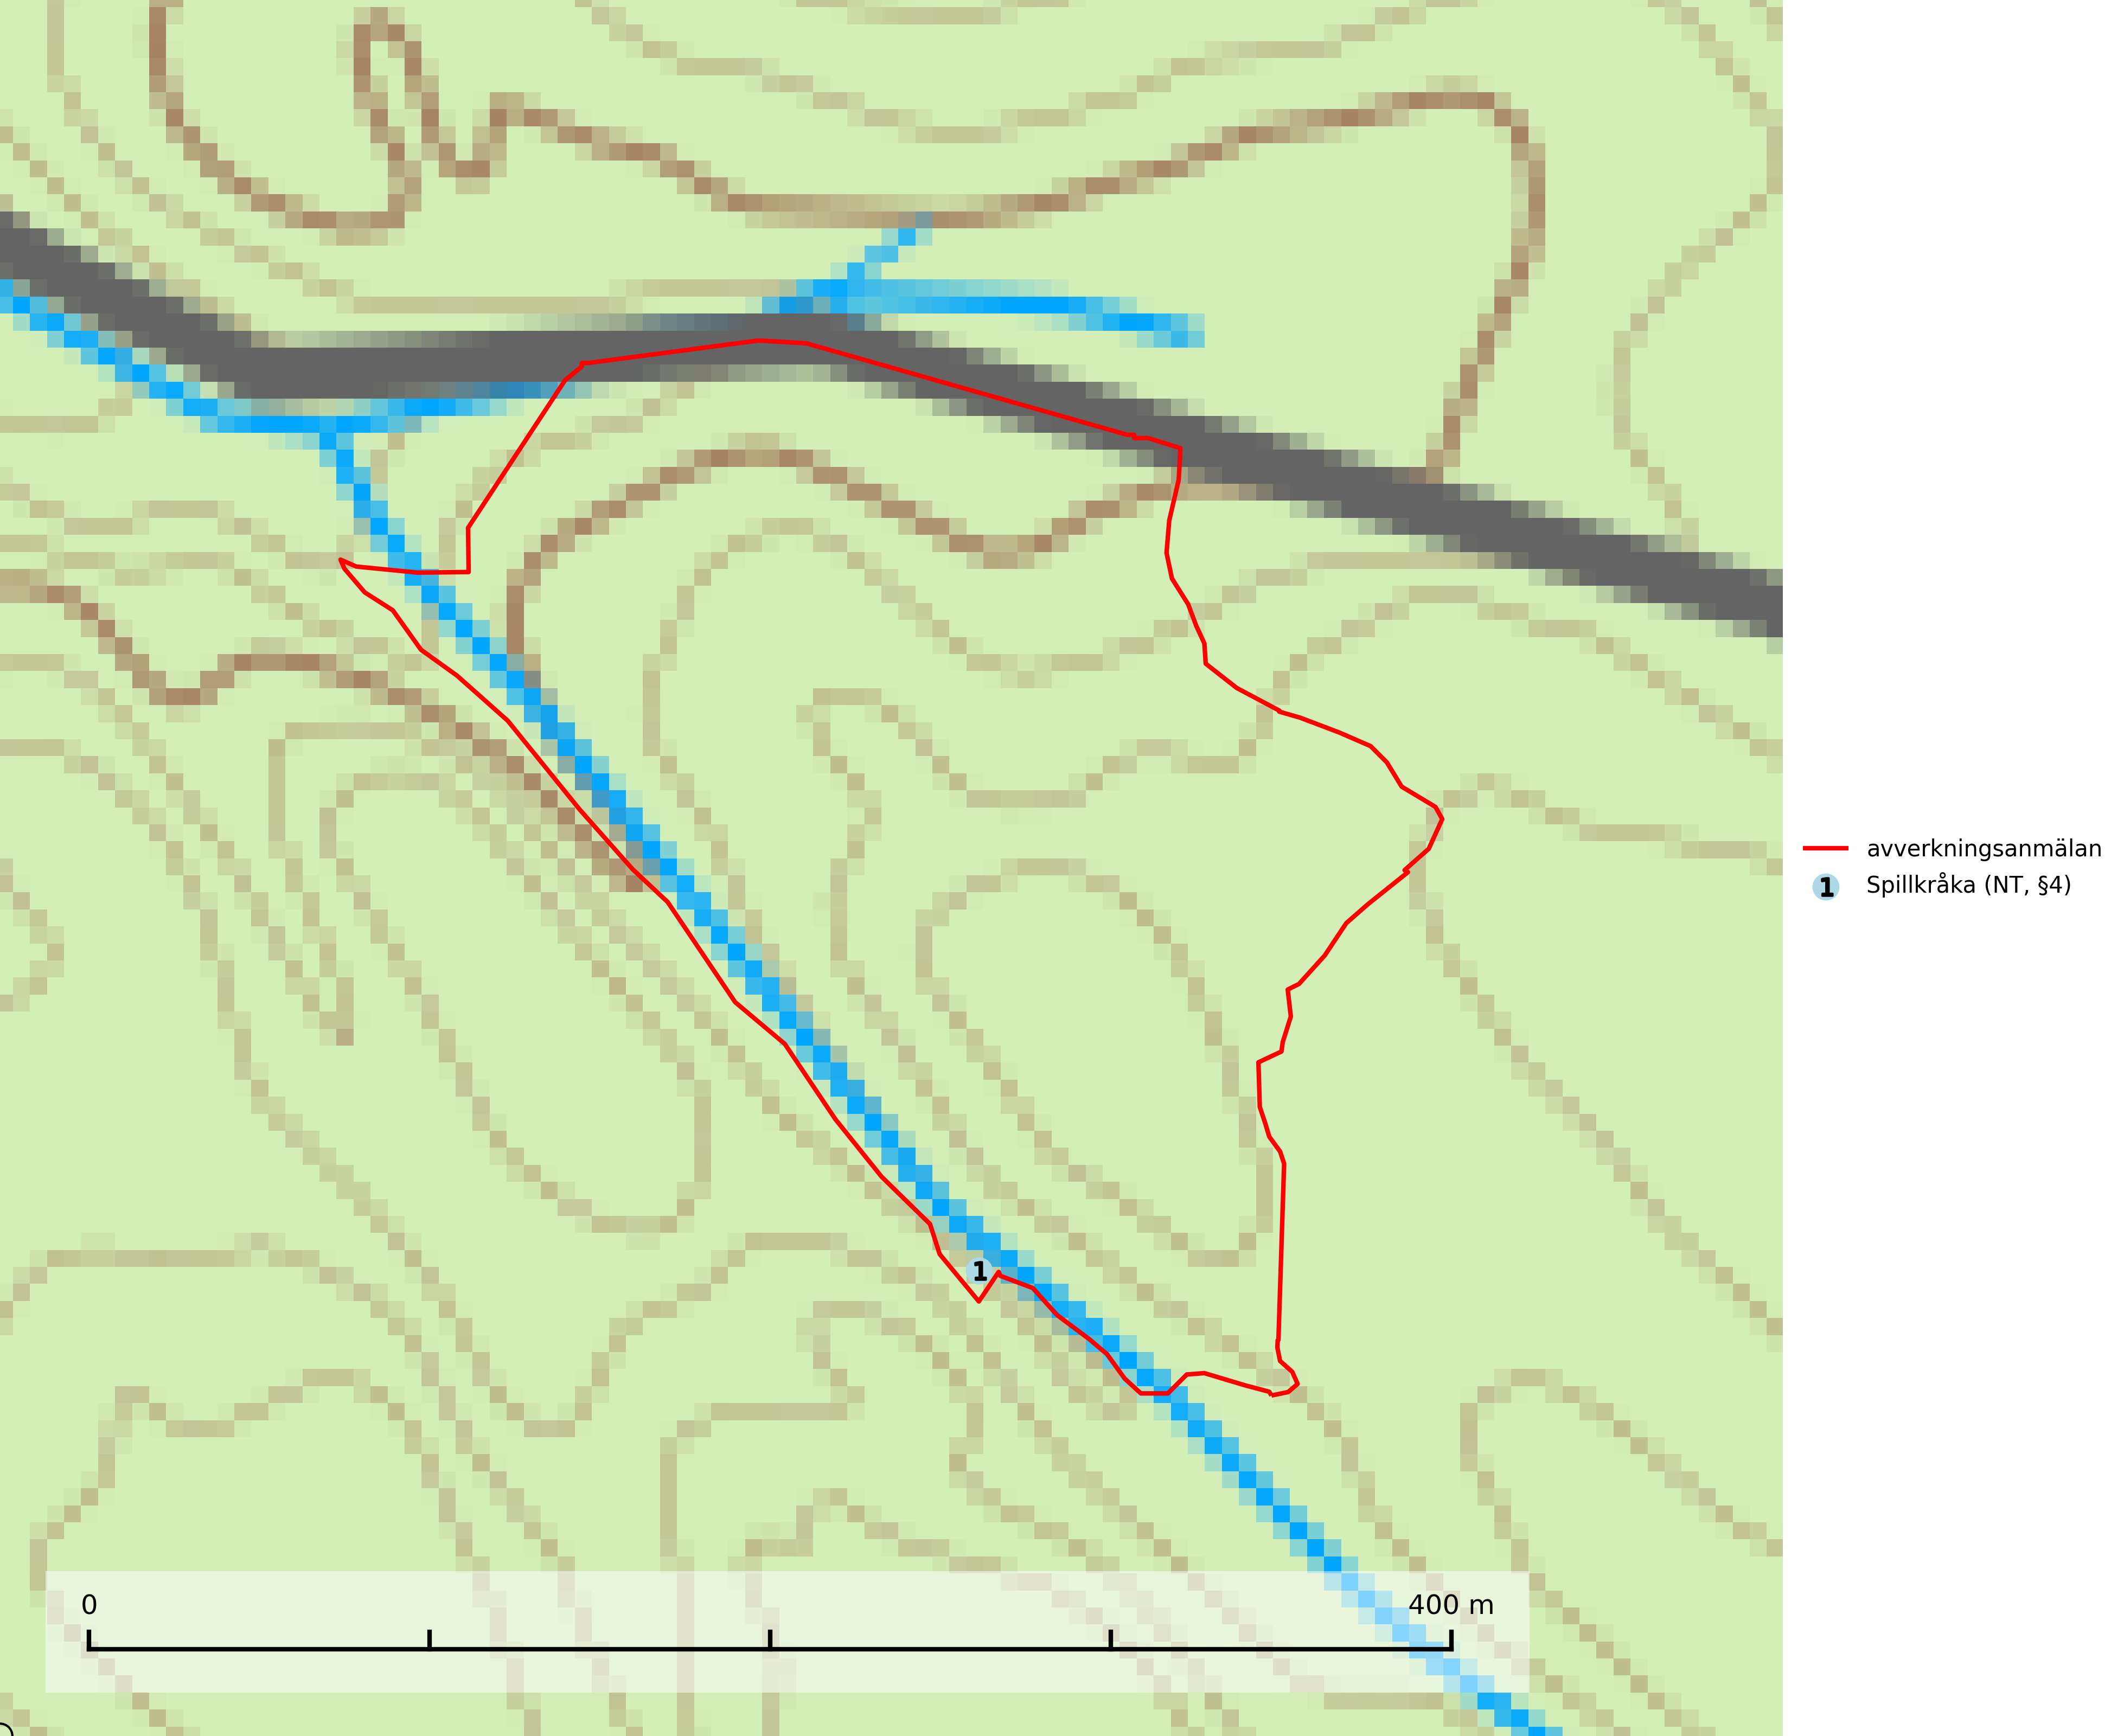 avverkningsanmälan
1 Spillkråka (NT, §4)
1
0 400 m